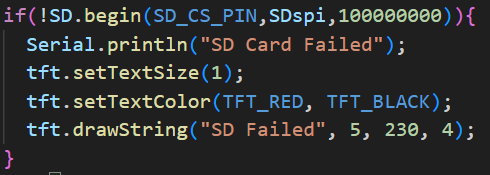 if(!SD.begin(SD_CS_PIN,SDspi,100000000)){
  Serial.println("SD Card Failed");
  tft.setTextSize(1);
  tft.setTextColor(TFT_RED, TFT_BLACK);
  tft.drawString("SD Failed", 5, 230, 4);
}